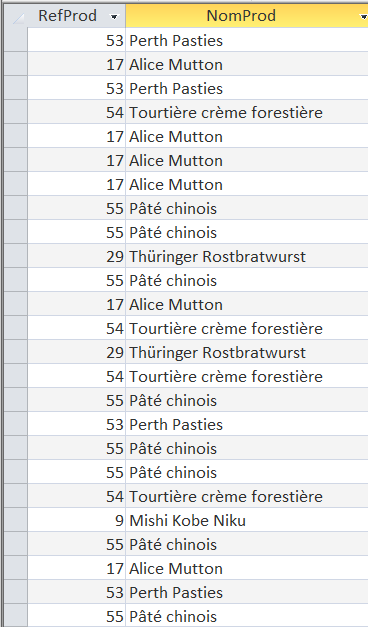 RefProd NomProd
53 Perth Pasties
17 Alice Mutton
53 Perth Pasties
54 Tourtière crème forestière
17 Alice Mutton
17 Alice Mutton
17 Alice Mutton
55 Pâté chinois
55 Pâté chinois
29 Thüringer Rostbratwurst
55 Pâté chinois
17 Alice Mutton
54 Tourtière crème forestière
29 Thüringer Rostbratwurst
54 Tourtière crème forestière
55 Pâté chinois
53 Perth Pasties
55 Pâté chinois
55 Pâté chinois
54 Tourtière crème forestière
9 Mishi Kobe Niku
55 Pâté chinois
17 Alice Mutton
53 Perth Pasties
55 Pâté chinois